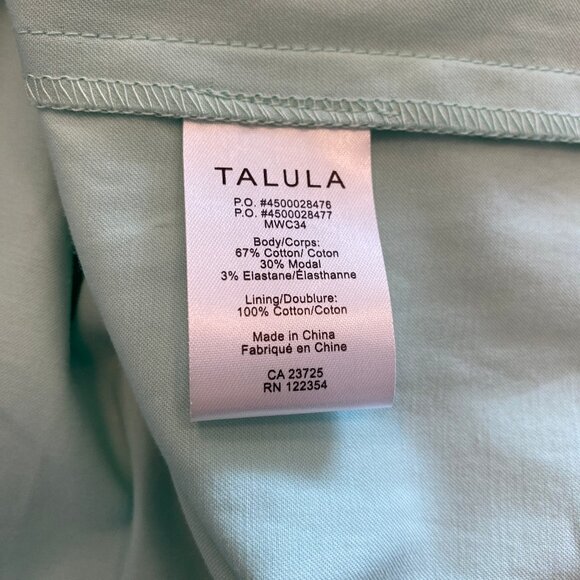 TALULA
P.O. #4500028476
P.O. #4500028477
MWC34
Body/Corps:
67% Cotton/ Coton
30% Modal
3% Elastane/Élasthanne
Lining/Doublure:
100% Cotton/Coton
Made in China
Fabriqué en Chine
CA 23725
RN 122354